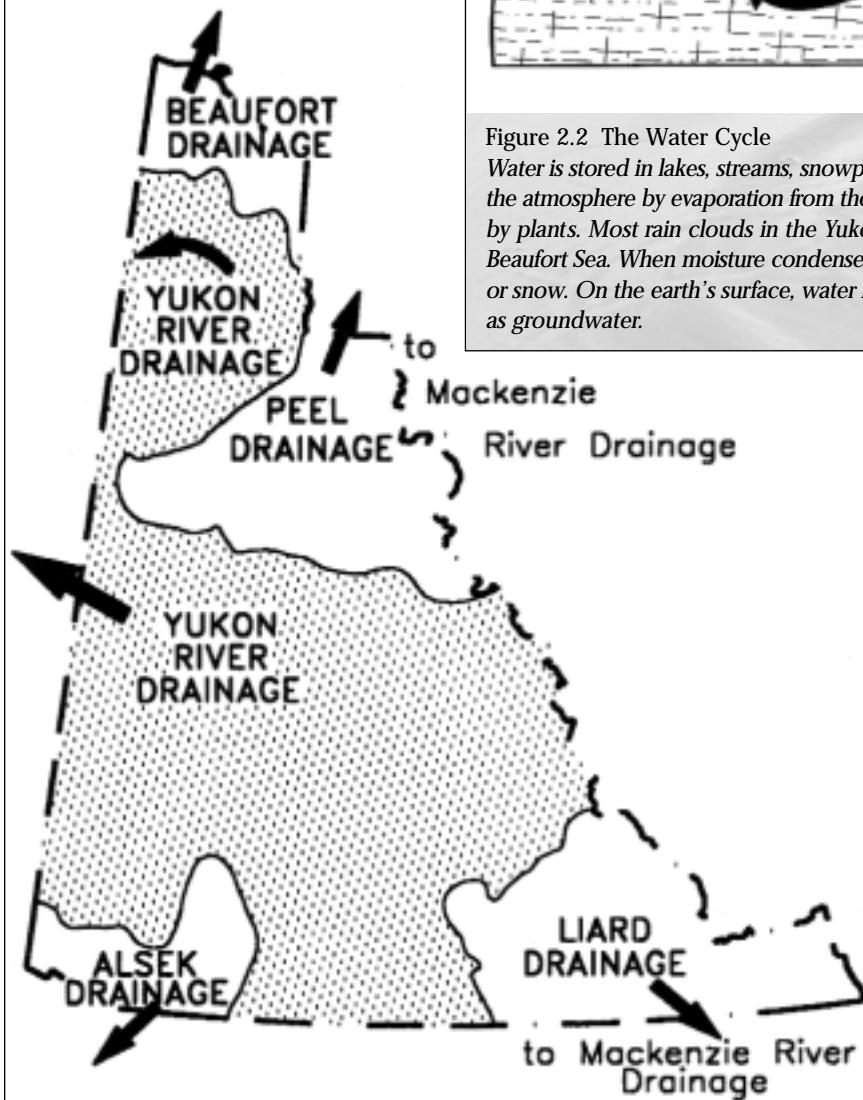 Figure 2.2 The Water Cycle
Water is stored in lakes, streams, snowp
the atmosphere by evaporation from the
by plants. Most rain clouds in the Yuko
Beaufort Sea. When moisture condense
or snow. On the earth's surface, water
as groundwater.
BEAUFORT
DRAINAGE
YUKON
RIVER
DRAINAGE
PEEL
DRAINAGE
to
Mackenzie
River Drainage
YUKON
RIVER
DRAINAGE
ALSEK
DRAINAGE
LIARD
DRAINAGE
to Mackenzie River
Drainage